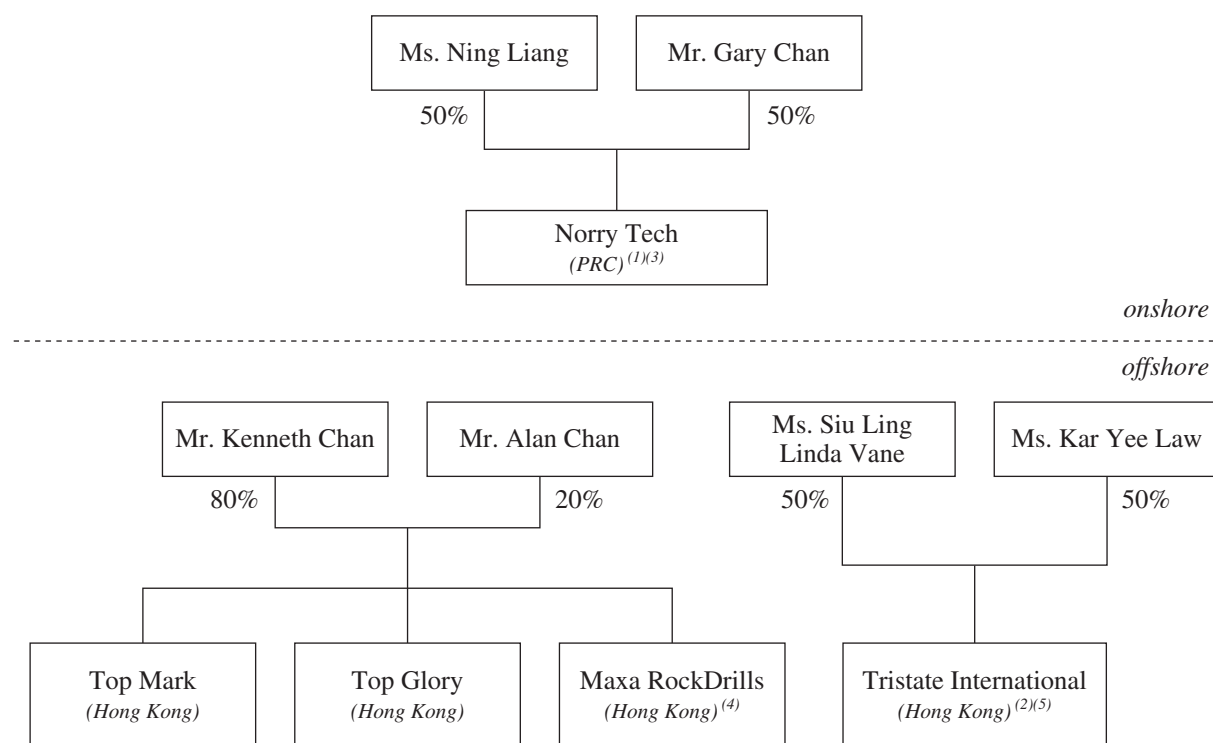 Ms. Ning Liang
Mr. Gary Chan
50%
50%
Norry Tech
(PRC) (1)(3)
onshore
offshore
Mr. Kenneth Chan
Mr. Alan Chan
Ms. Siu Ling
Linda Vane
Ms. Kar Yee Law
80%
20%
50%
50%
Top Mark
(Hong Kong)
Top Glory
(Hong Kong)
Maxa RockDrills
(Hong Kong) (4)
Tristate International
(Hong Kong) (2)(5)